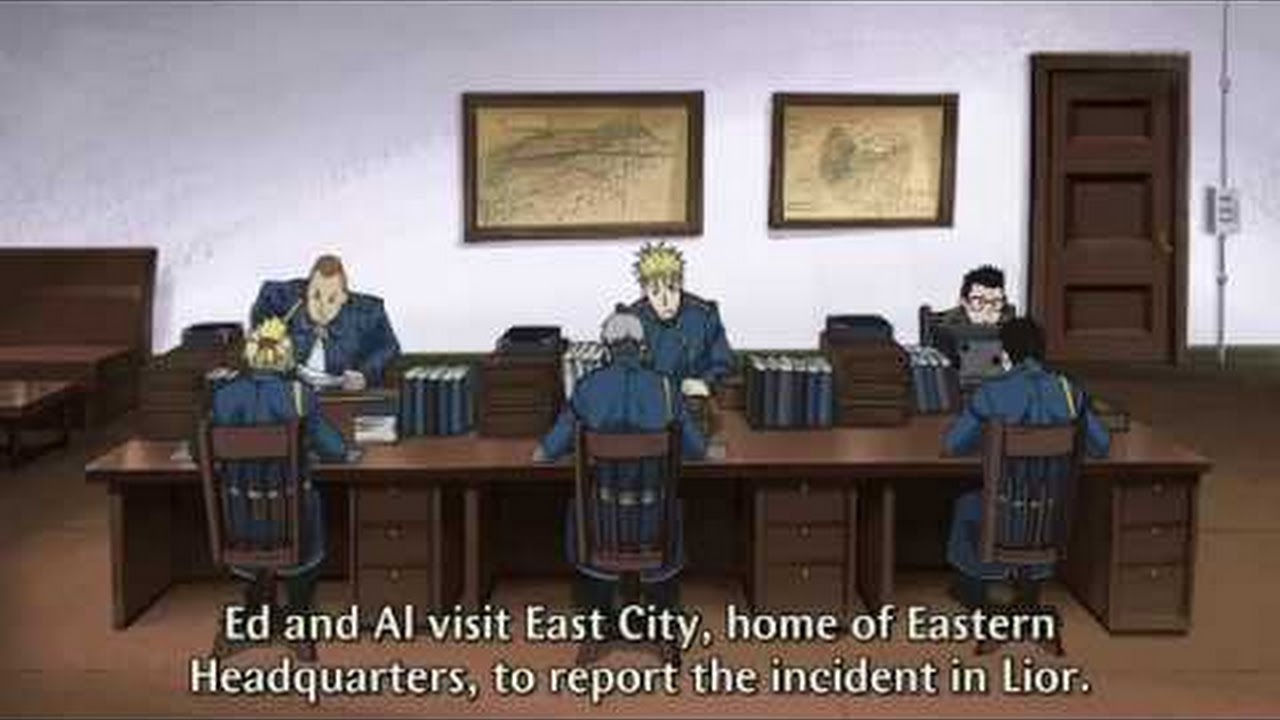 Ed and Al visit East City, home of Eastern
Headquarters, to report the incident in Lior.